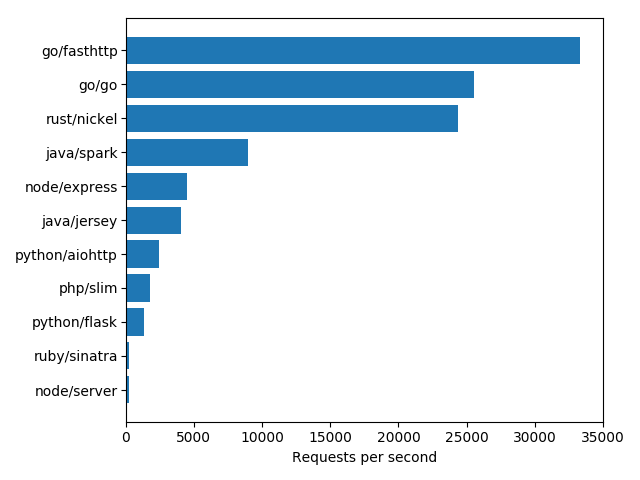 go/fasthttp
go/go
rust/nickel
java/spark
node/express
java/jersey
python/aiohttp
php/slim
python/flask
ruby/sinatra
node/server
0 5000 10000 15000 20000 25000 30000 35000
Requests per second